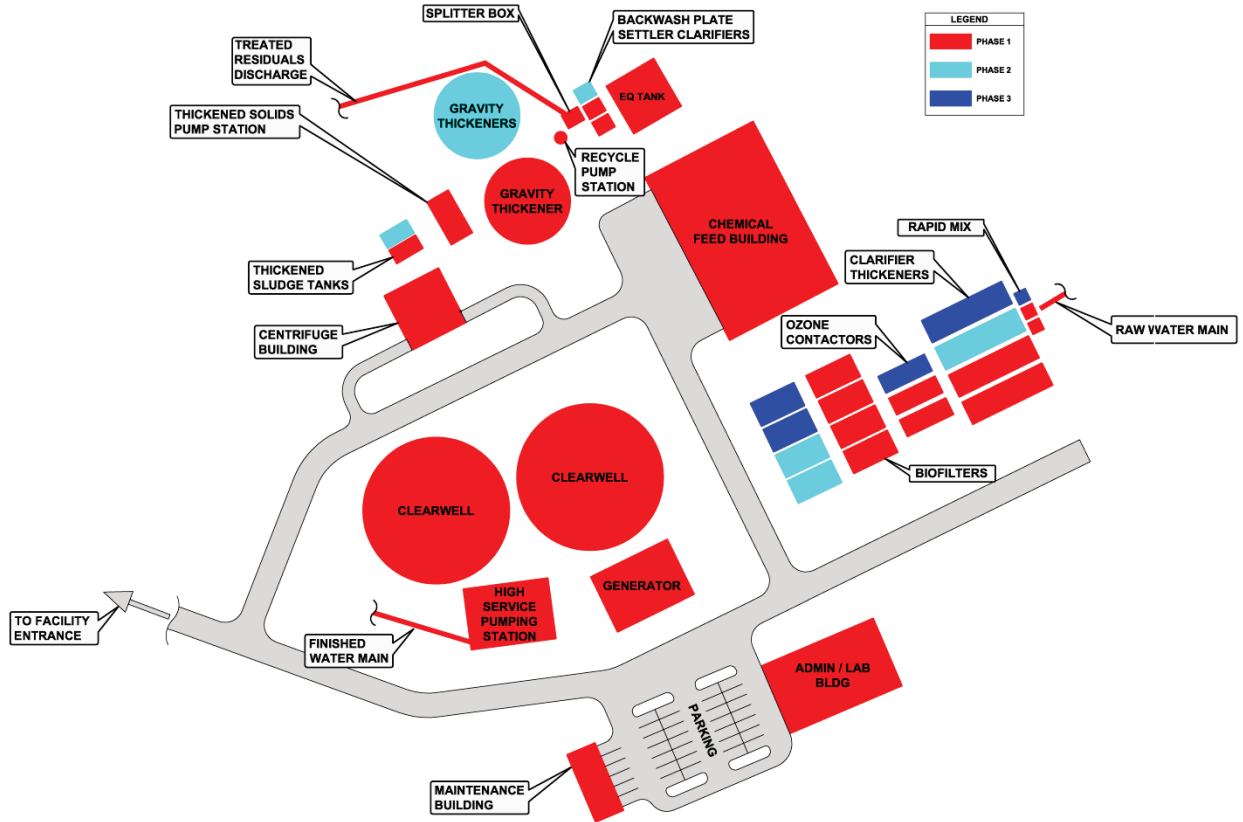 SPLITTER BOX
BACKWASH PLATE
SETTLER CLARIFIERS
LEGEND
PHASE 1
PHASE 2
PHASE 3
TREATED
RESIDUALS
DISCHARGE
EQ TANK
GRAVITY
THICKENERS
THICKENED SOLIDS
PUMP STATION
RECYCLE
PUMP
STATION
GRAVITY
THICKENER
CHEMICAL
FEED BUILDING
RAPID MIX
CLARIFIER
THICKENERS
THICKENED
SLUDGE TANKS
OZONE
CONTACTORS
RAW WATER MAIN
CENTRIFUGE
BUILDING
CLEARWELL
CLEARWELL
BIOFILTERS
GENERATOR
HIGH
SERVICE
PUMPING
STATION
TO FACILITY
ENTRANCE
FINISHED
WATER MAIN
ADMIN / LAB
BLDG
PARKING
MAINTENANCE
BUILDING